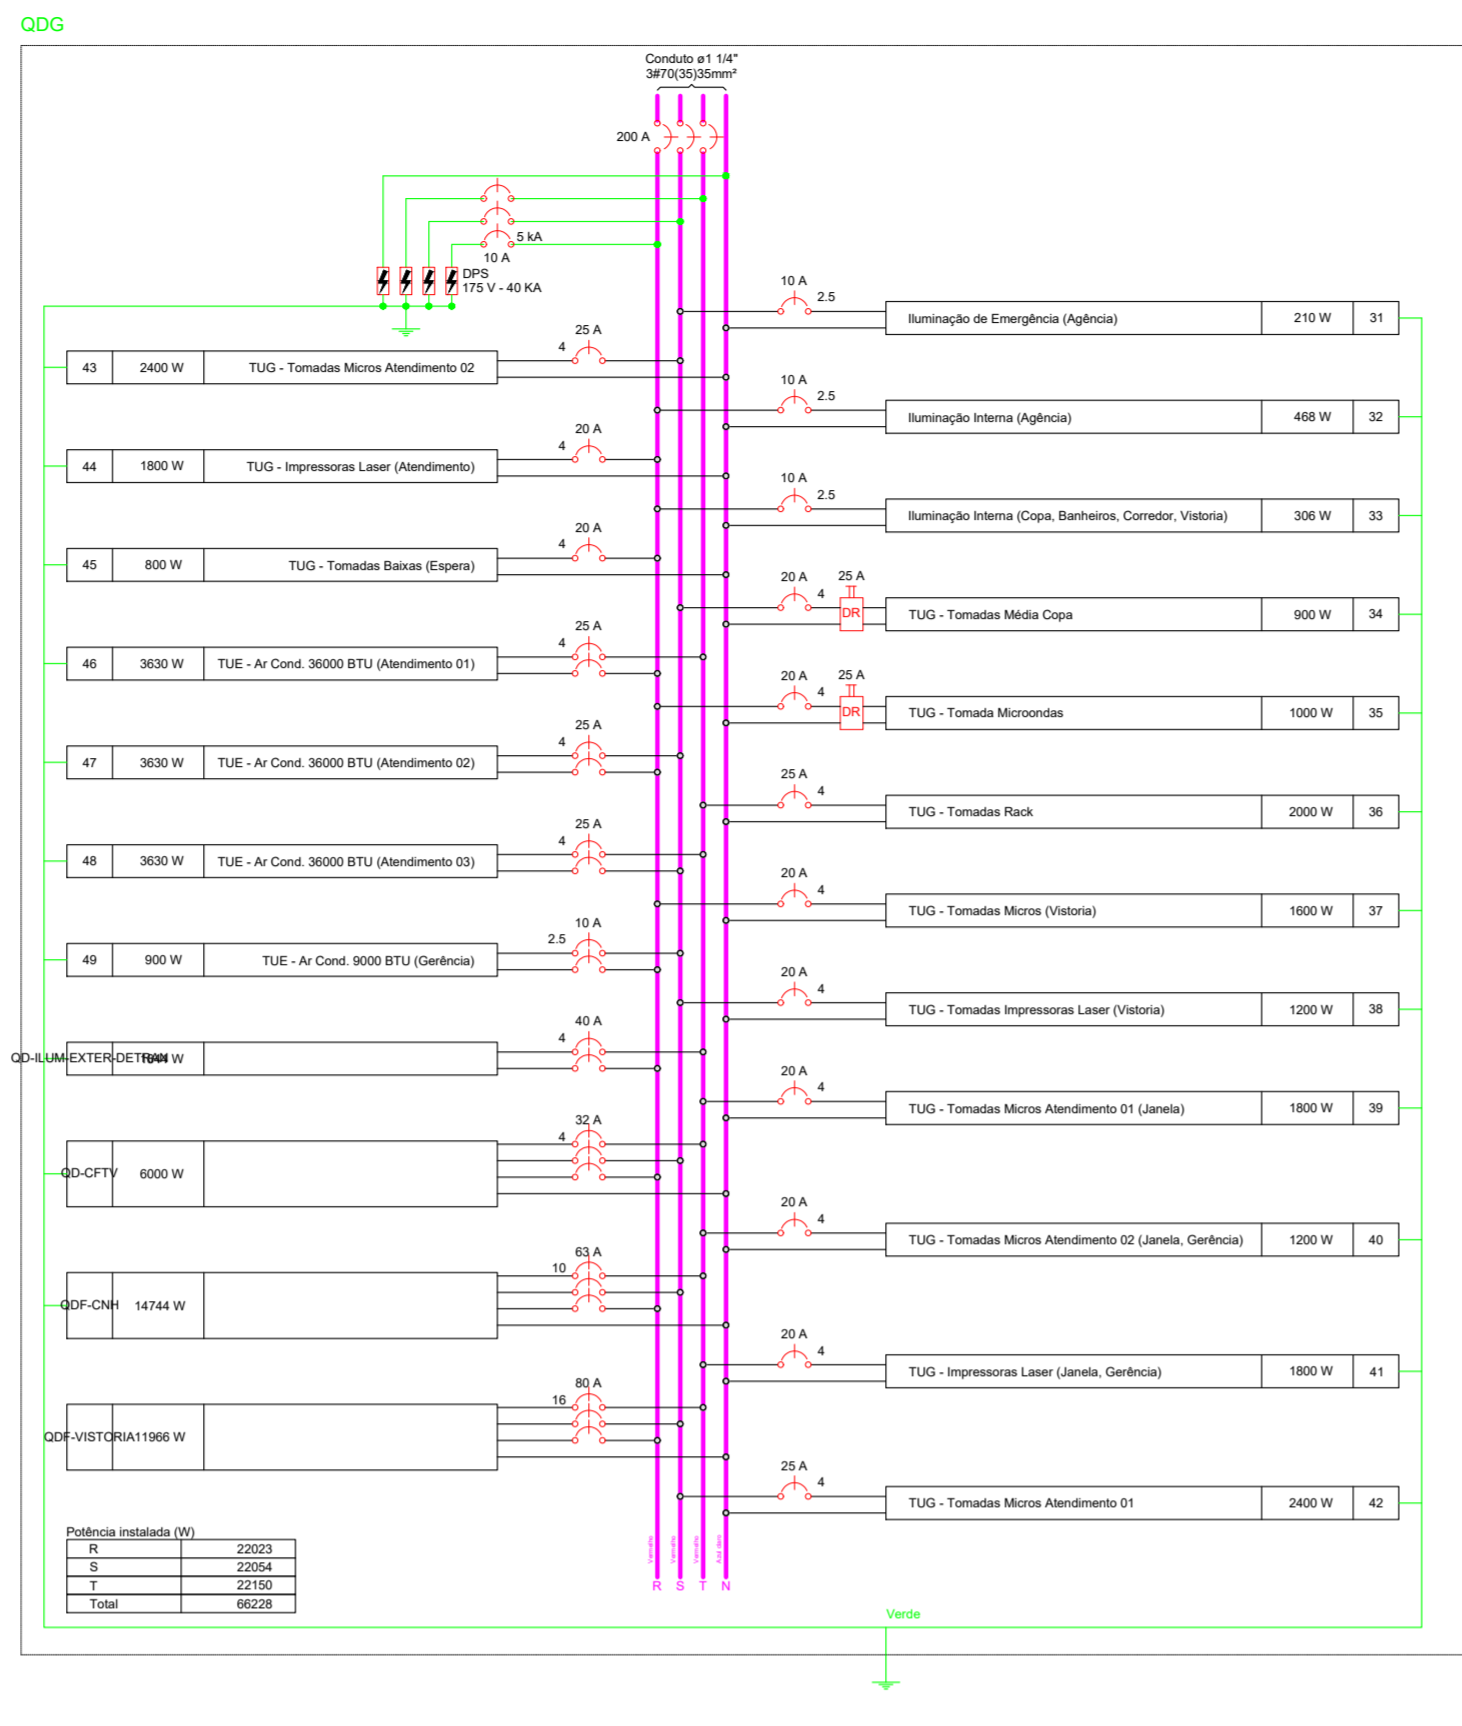 QDG
Conduto ø1 1/4"
3#70(35)35mm²
200 A
5 kA
10 A
DPS
175 V - 40 KA
25 A
4
43 2400 W TUG - Tomadas Micros Atendimento 02
20 A
4
44 1800 W TUG - Impressoras Laser (Atendimento)
20 A
4
45 800 W TUG - Tomadas Baixas (Espera)
25 A
4
46 3630 W TUE - Ar Cond. 36000 BTU (Atendimento 01)
25 A
4
47 3630 W TUE - Ar Cond. 36000 BTU (Atendimento 02)
25 A
4
48 3630 W TUE - Ar Cond. 36000 BTU (Atendimento 03)
10 A
2.5
49 900 W TUE - Ar Cond. 9000 BTU (Gerência)
40 A
4
QD-ILUM-EXTER-DETRAN W
32 A
4
QD-CFTV 6000 W
63 A
10
QDF-CNH 14744 W
80 A
16
QDF-VISTORIA 11966 W
10 A
2.5
Iluminação de Emergência (Agência) 210 W 31
10 A
2.5
Iluminação Interna (Agência) 468 W 32
10 A
2.5
Iluminação Interna (Copa, Banheiros, Corredor, Vistoria) 306 W 33
20 A 25 A
4
DR
TUG - Tomadas Média Copa 900 W 34
20 A 25 A
4
DR
TUG - Tomada Microondas 1000 W 35
25 A
4
TUG - Tomadas Rack 2000 W 36
20 A
4
TUG - Tomadas Micros (Vistoria) 1600 W 37
20 A
4
TUG - Tomadas Impressoras Laser (Vistoria) 1200 W 38
20 A
4
TUG - Tomadas Micros Atendimento 01 (Janela) 1800 W 39
20 A
4
TUG - Tomadas Micros Atendimento 02 (Janela, Gerência) 1200 W 40
20 A
4
TUG - Impressoras Laser (Janela, Gerência) 1800 W 41
25 A
4
TUG - Tomadas Micros Atendimento 01 2400 W 42
Potência instalada (W)
R 22023
S 22054
T 22150
Total 66228
Vermelho Vermelho Vermelho Azul claro
R S T N
Verde